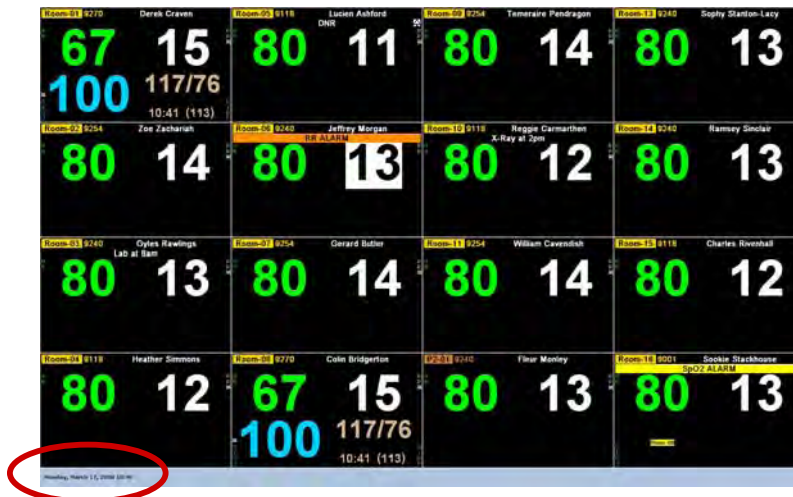 Room-01 9270 Derek Craven
67 15
100 117/76
10:41 (113)
Room-05 9118 Lucien Ashford
DNR
80 11
Room-09 9254 Temeraire Pendragon
80 14
Room-13 9240 Sophy Stanton-Lacy
80 13
Room-02 9254 Zoe Zachariah
80 14
Room-06 9240 Jeffrey Morgan
RR ALARM
80 13
Room-10 9118 Reggie Carmarthen
X-Ray at 2pm
80 12
Room-14 9240 Ramsey Sinclair
80 13
Room-03 9240 Gyles Rawlings
Lab at 8am
80 13
Room-07 9254 Gerard Butler
80 14
Room-11 9254 William Cavendish
80 14
Room-15 9118 Charles Rivenhall
80 12
Room-04 9118 Heather Simmons
80 12
Room-08 9270 Colin Bridgerton
67 15
100 117/76
10:41 (113)
9240 Fleur Monley
80 13
Room-16 9001 Sookie Stackhouse
SpO2 ALARM
80 13
Monday, March 17, 2008